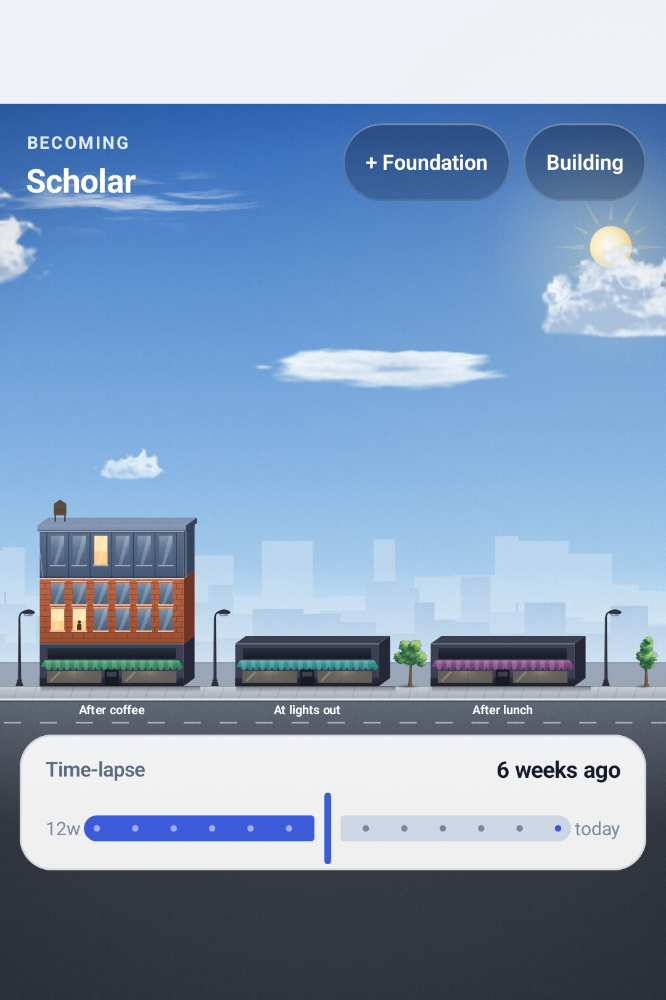 BECOMING
Scholar
+ Foundation
Building
After coffee
At lights out
After lunch
Time-lapse
6 weeks ago
12w
today